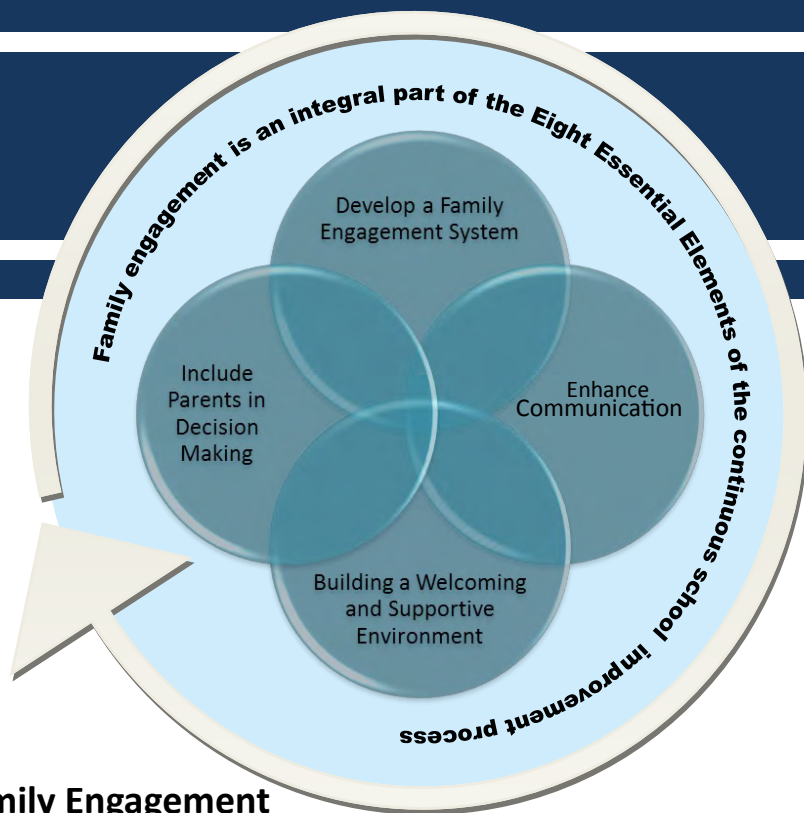 Family engagement is an integral part of the Eight Essential Elements of the continuous school improvement process
Develop a Family
Engagement System
Include
Parents in
Decision
Making
Enhance
Communication
Building a Welcoming
and Supportive
Environment
mily Engagement